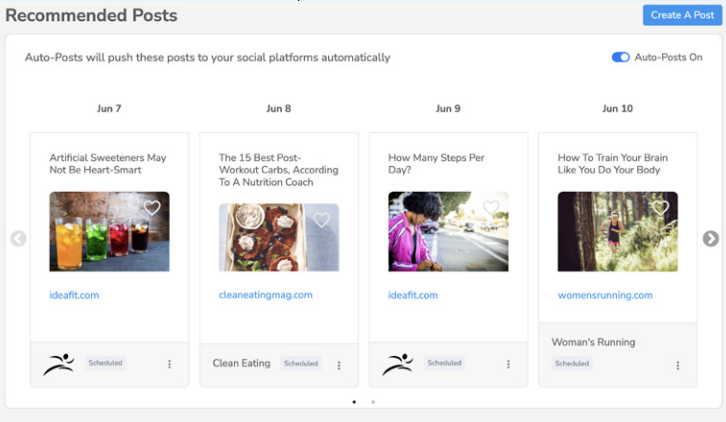 Recommended Posts
Create A Post
Auto-Posts will push these posts to your social platforms automatically
Auto-Posts On
Jun 7
Jun 8
Jun 9
Jun 10
Artificial Sweeteners May
Not Be Heart-Smart
ideafit.com
Scheduled
The 15 Best Post-
Workout Carbs, According
To A Nutrition Coach
cleaneatingmag.com
Clean Eating
Scheduled
How Many Steps Per
Day?
ideafit.com
Scheduled
How To Train Your Brain
Like You Do Your Body
womensrunning.com
Woman's Running
Scheduled